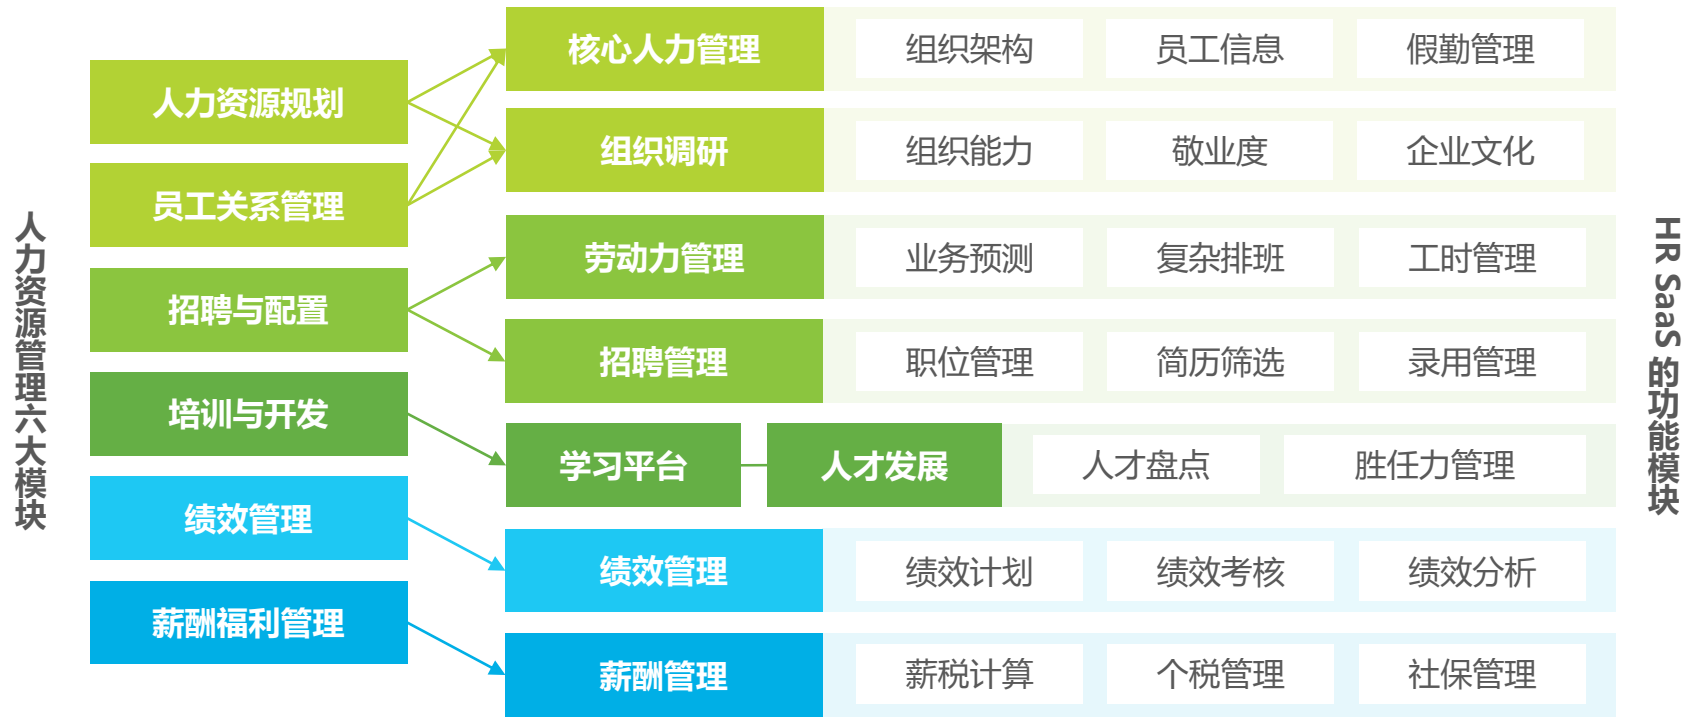 人力资源管理六大模块
人力资源规划
员工关系管理
招聘与配置
培训与开发
绩效管理
薪酬福利管理
核心人力管理
组织架构
员工信息
假勤管理
组织调研
组织能力
敬业度
企业文化
劳动力管理
业务预测
复杂排班
工时管理
招聘管理
职位管理
简历筛选
录用管理
学习平台
人才发展
人才盘点
胜任力管理
绩效管理
绩效计划
绩效考核
绩效分析
薪酬管理
薪税计算
个税管理
社保管理
HR SaaS 的功能模块